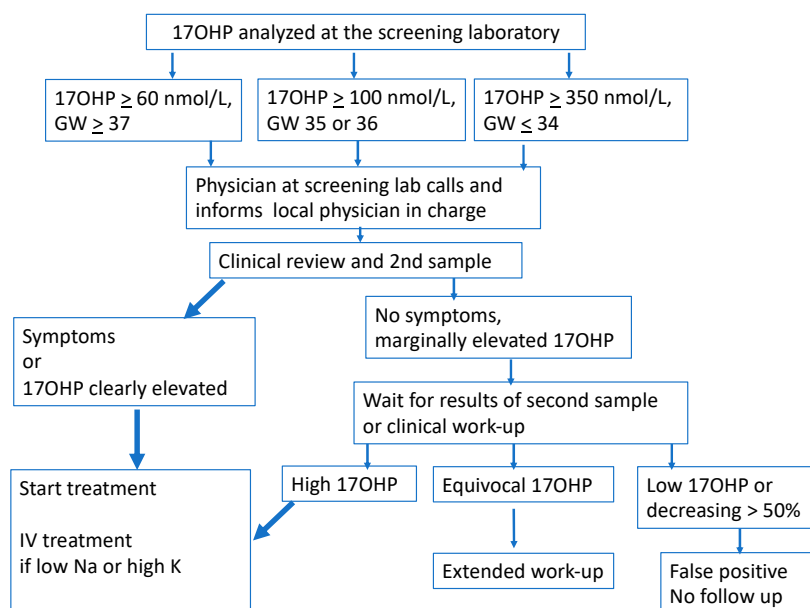 17OHP analyzed at the screening laboratory
17OHP ≥ 60 nmol/L,
GW ≥ 37
17OHP ≥ 100 nmol/L,
GW 35 or 36
17OHP ≥ 350 nmol/L,
GW ≤ 34
Physician at screening lab calls and
informs local physician in charge
Clinical review and 2nd sample
Symptoms
or
17OHP clearly elevated
No symptoms,
marginally elevated 17OHP
Wait for results of second sample
or clinical work-up
Start treatment
IV treatment
if low Na or high K
High 17OHP
Equivocal 17OHP
Low 17OHP or
decreasing > 50%
Extended work-up
False positive
No follow up